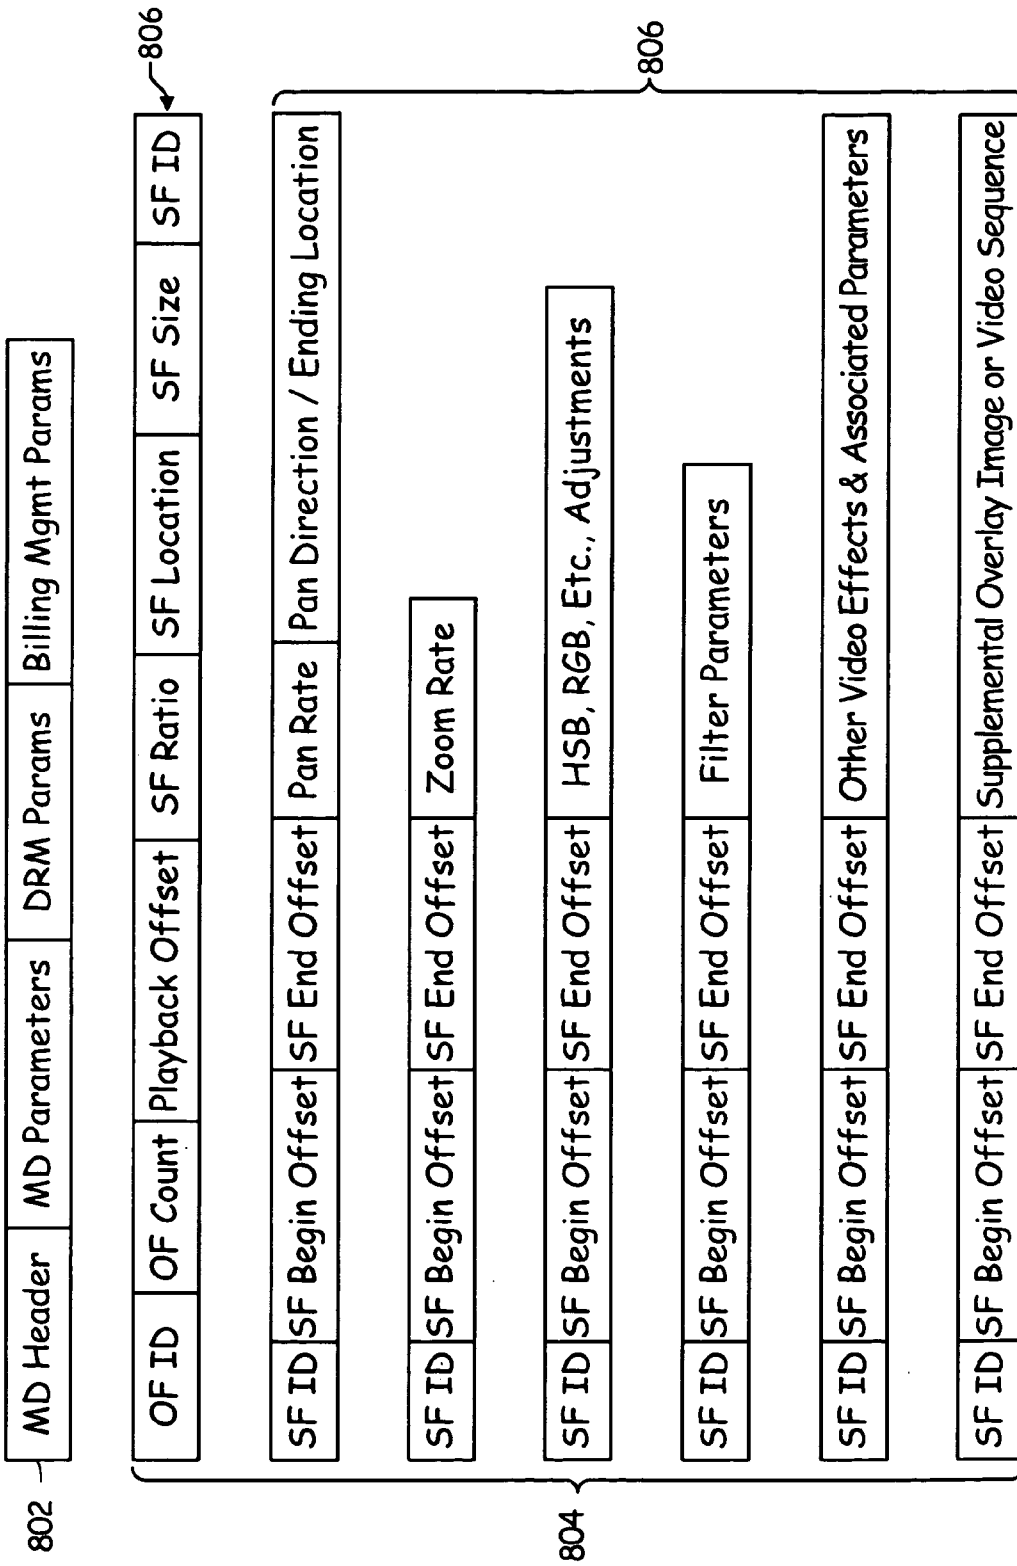 802 MD Header MD Parameters DRM Params Billing Mgmt Params
OF ID OF Count Playback Offset SF Ratio SF Location SF Size SF ID 806
SF ID SF Begin Offset SF End Offset Pan Rate Pan Direction / Ending Location
SF ID SF Begin Offset SF End Offset Zoom Rate
SF ID SF Begin Offset SF End Offset HSB, RGB, Etc., Adjustments
SF ID SF Begin Offset SF End Offset Filter Parameters
SF ID SF Begin Offset SF End Offset Other Video Effects & Associated Parameters
SF ID SF Begin Offset SF End Offset Supplemental Overlay Image or Video Sequence
804
806